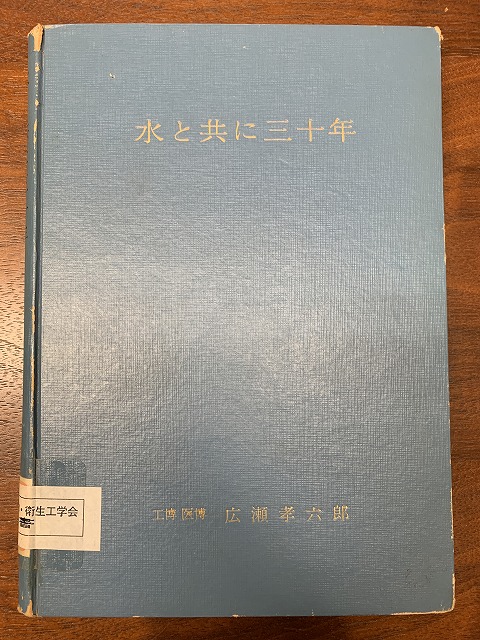 水と共に三十年
・衛生工学会
工博 医博 広瀬孝六郎